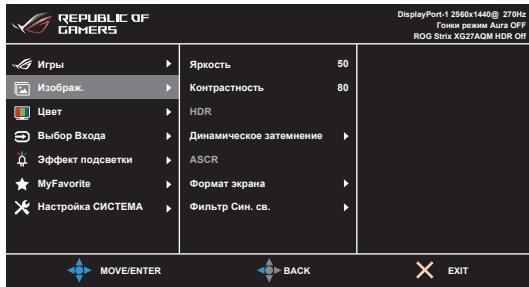 REPUBLIC OF
GAMERS
DisplayPort-1 2560x1440@ 270Hz
Гонки режим Aura OFF
ROG Strix XG27AQM HDR Off
Игры
Изображ.
Цвет
Выбор Входа
Эффект подсветки
MyFavorite
Настройка СИСТЕМА
Яркость 50
Контрастность 80
HDR
Динамическое затемнение
ASCR
Формат экрана
Фильтр Син. св.
MOVE/ENTER
BACK
EXIT